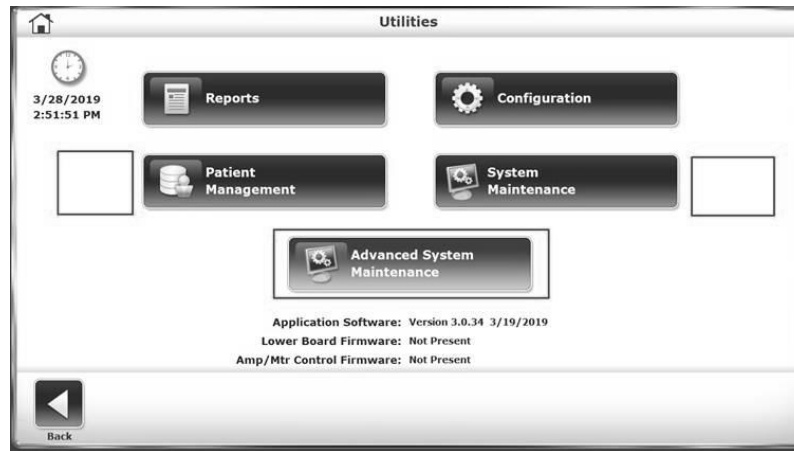 Utilities
3/28/2019
2:51:51 PM
Reports
Configuration
Patient
Management
System
Maintenance
Advanced System
Maintenance
Application Software: Version 3.0.34 3/19/2019
Lower Board Firmware: Not Present
Amp/Mtr Control Firmware: Not Present
Back